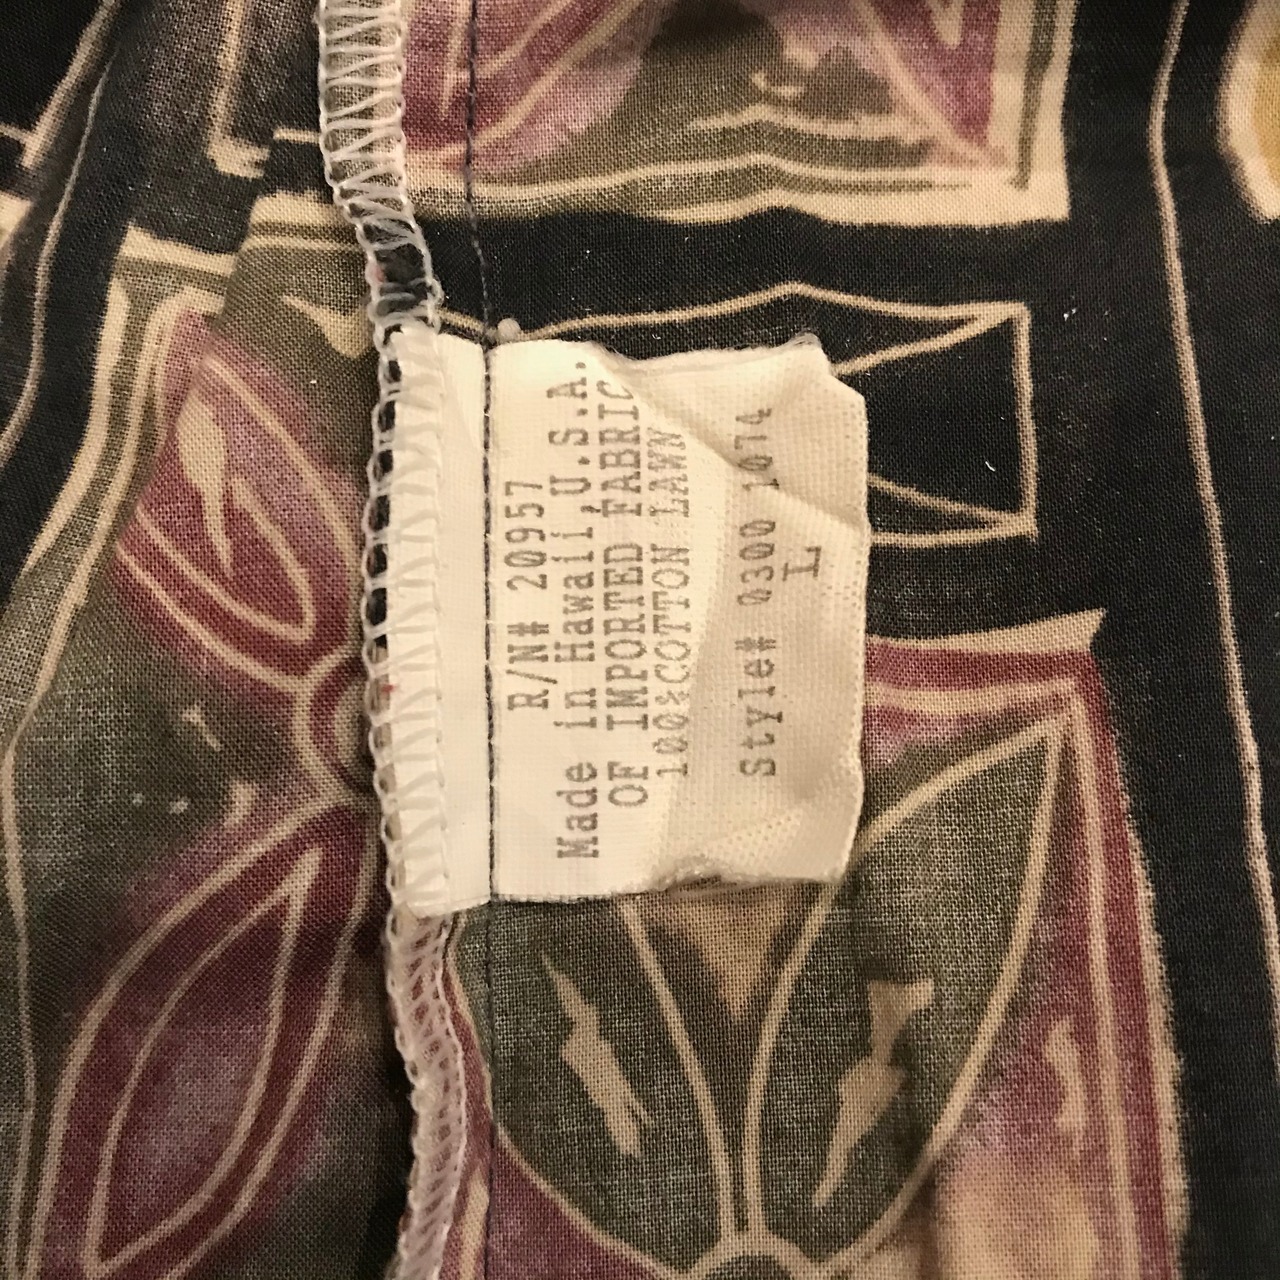 R/N# 20957
Made in Hawaii,U.S.A.
OF IMPORTED FABRIC
100%COTTON LAWN
Style# 0300 1074
L